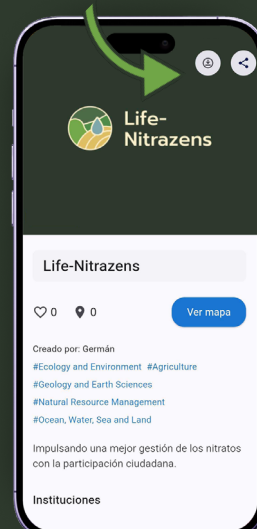 Life-
Nitrazens
Life-Nitrazens
0 0 Ver mapa
Creado por: Germán
#Ecology and Environment #Agriculture
#Geology and Earth Sciences
#Natural Resource Management
#Ocean, Water, Sea and Land
Impulsando una mejor gestión de los nitratos
con la participación ciudadana.
Instituciones